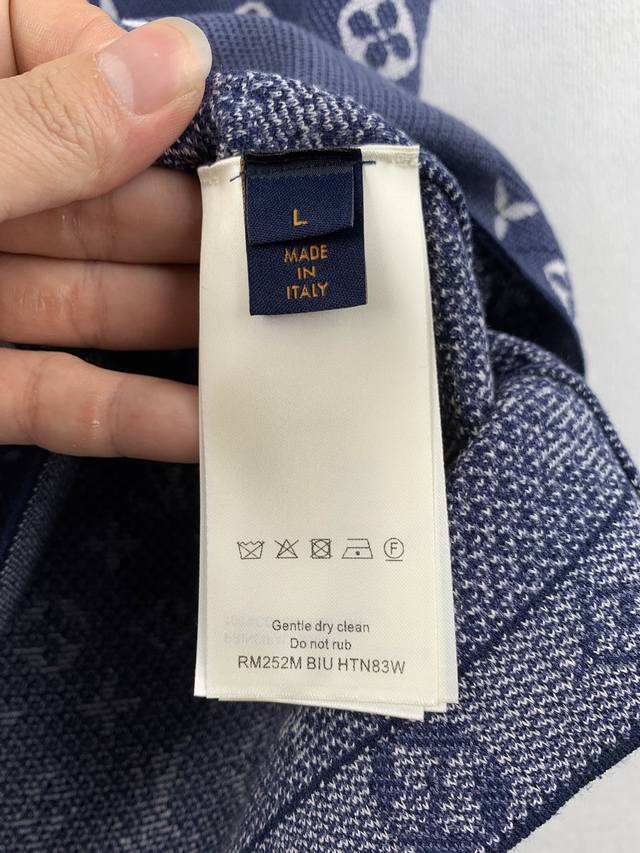 L
MADE
IN
ITALY
F
Gentle dry clean
Do not rub
RM252M BIU HTN83W